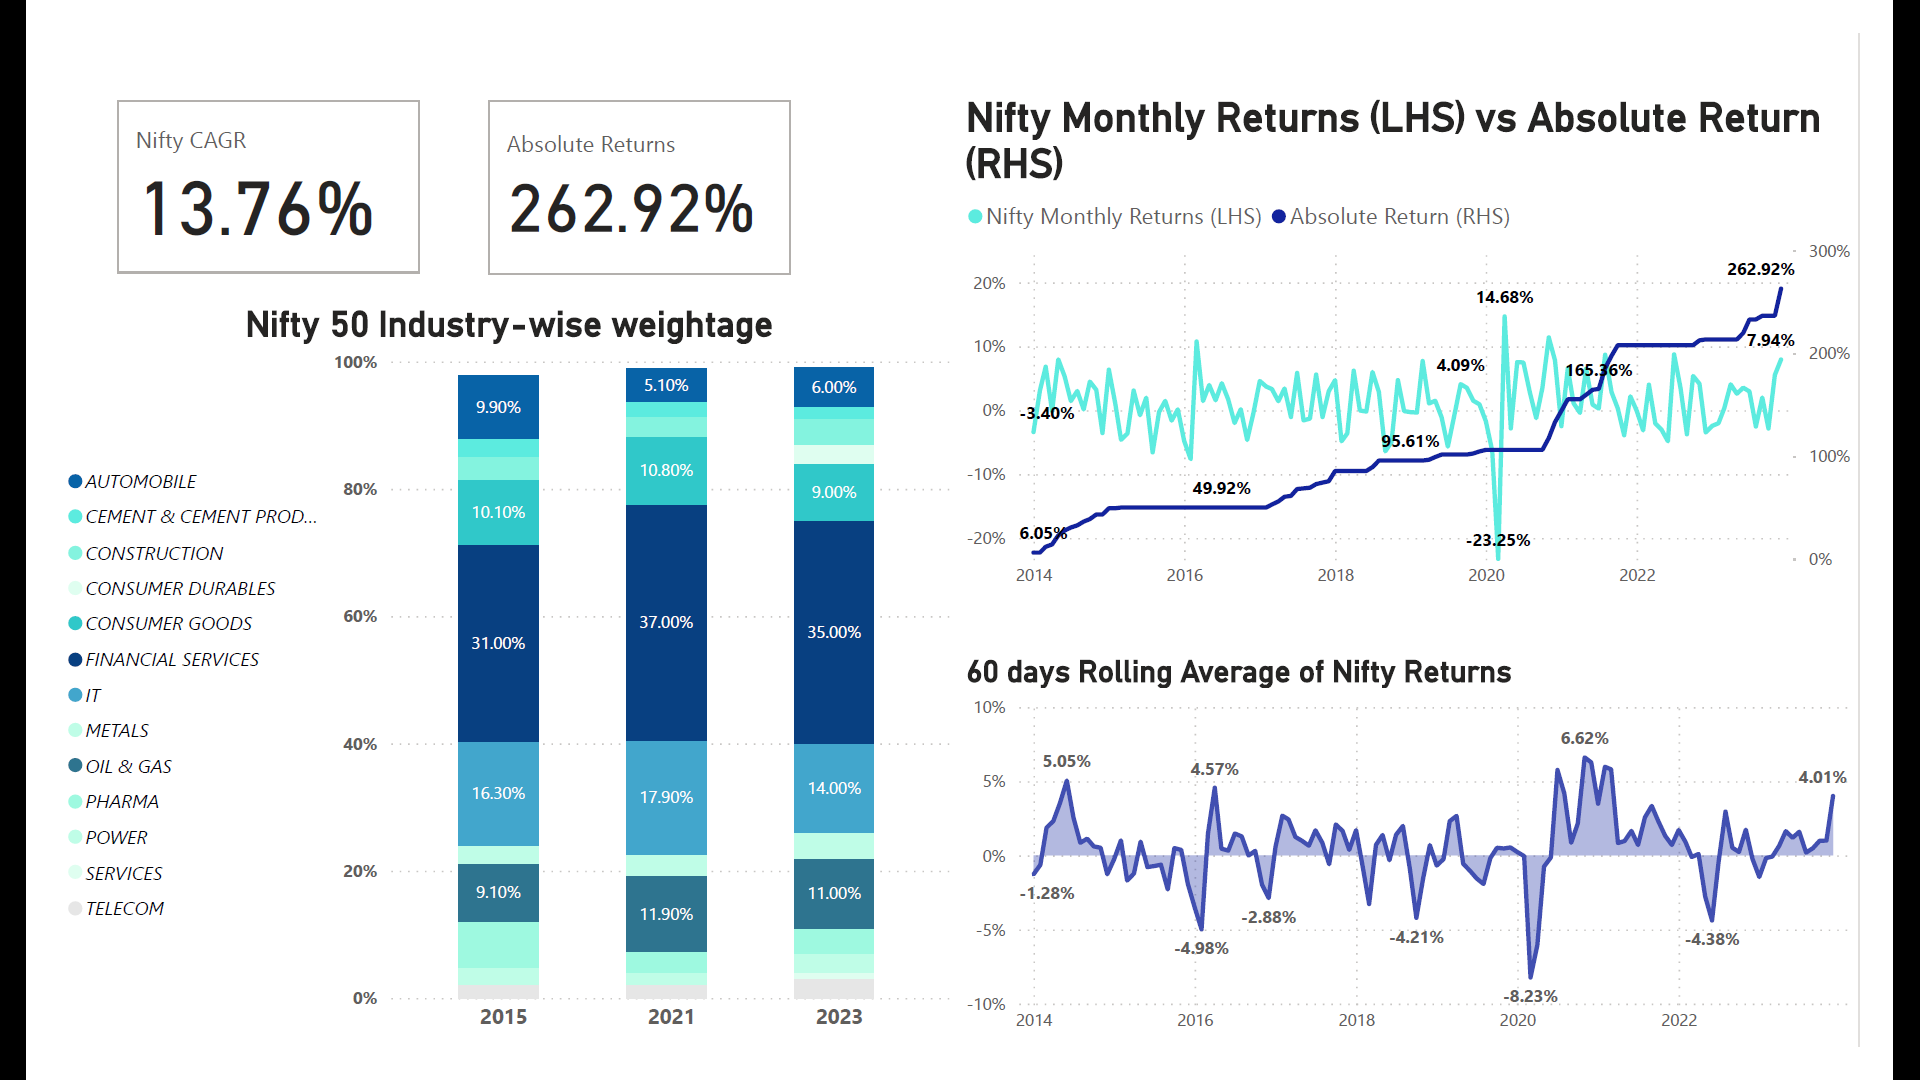 Nifty CAGR
13.76%
Absolute Returns
262.92%
Nifty 50 Industry-wise weightage
AUTOMOBILE
CEMENT & CEMENT PROD...
CONSTRUCTION
CONSUMER DURABLES
CONSUMER GOODS
FINANCIAL SERVICES
IT
METALS
OIL & GAS
PHARMA
POWER
SERVICES
TELECOM
100%
80%
60%
40%
20%
0%
9.90%
10.10%
31.00%
16.30%
9.10%
5.10%
10.80%
37.00%
17.90%
11.90%
6.00%
9.00%
35.00%
14.00%
11.00%
2015 2021 2023
Nifty Monthly Returns (LHS) vs Absolute Return
(RHS)
Nifty Monthly Returns (LHS) Absolute Return (RHS)
20%
10%
0%
-10%
-20%
300%
200%
100%
0%
-3.40%
6.05%
49.92%
95.61%
4.09%
14.68%
-23.25%
165.36%
262.92%
7.94%
2014 2016 2018 2020 2022
60 days Rolling Average of Nifty Returns
10%
5%
0%
-5%
-10%
-1.28%
5.05%
-4.98%
4.57%
-2.88%
-4.21%
-8.23%
6.62%
-4.38%
4.01%
2014 2016 2018 2020 2022